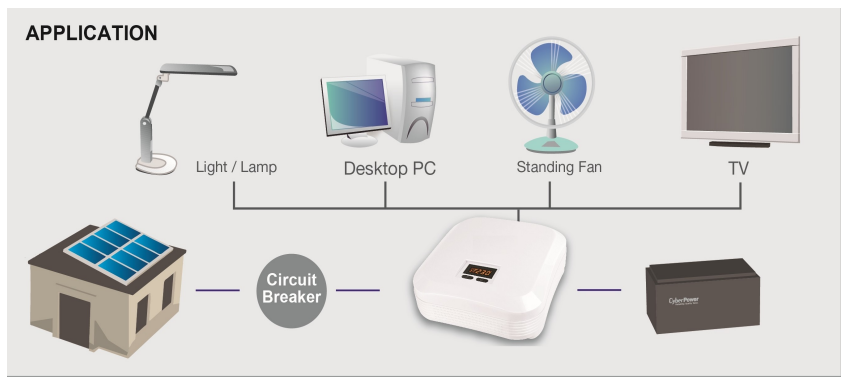 APPLICATION
Light / Lamp
Desktop PC
Standing Fan
TV
Circuit
Breaker
CyberPower